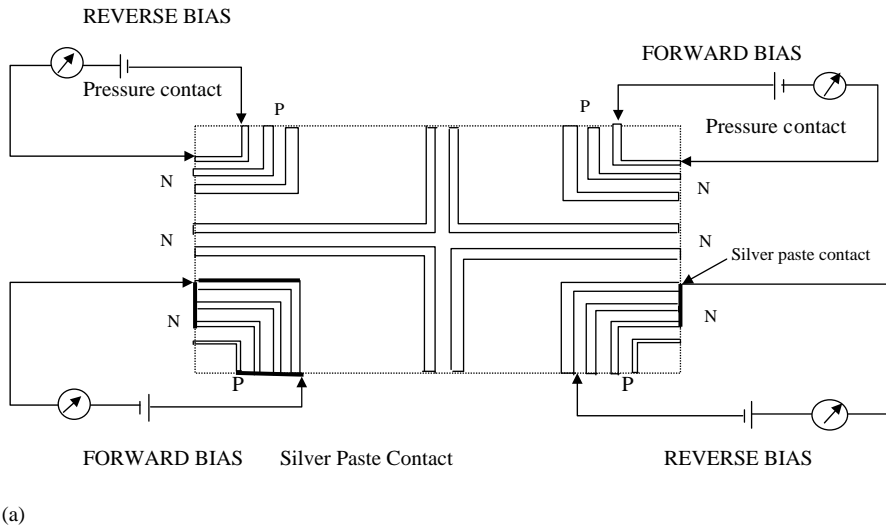 REVERSE BIAS
FORWARD BIAS
Pressure contact
P
P
Pressure contact
N
N
N
N
Silver paste contact
N
N
P
P
FORWARD BIAS
Silver Paste Contact
REVERSE BIAS
(a)